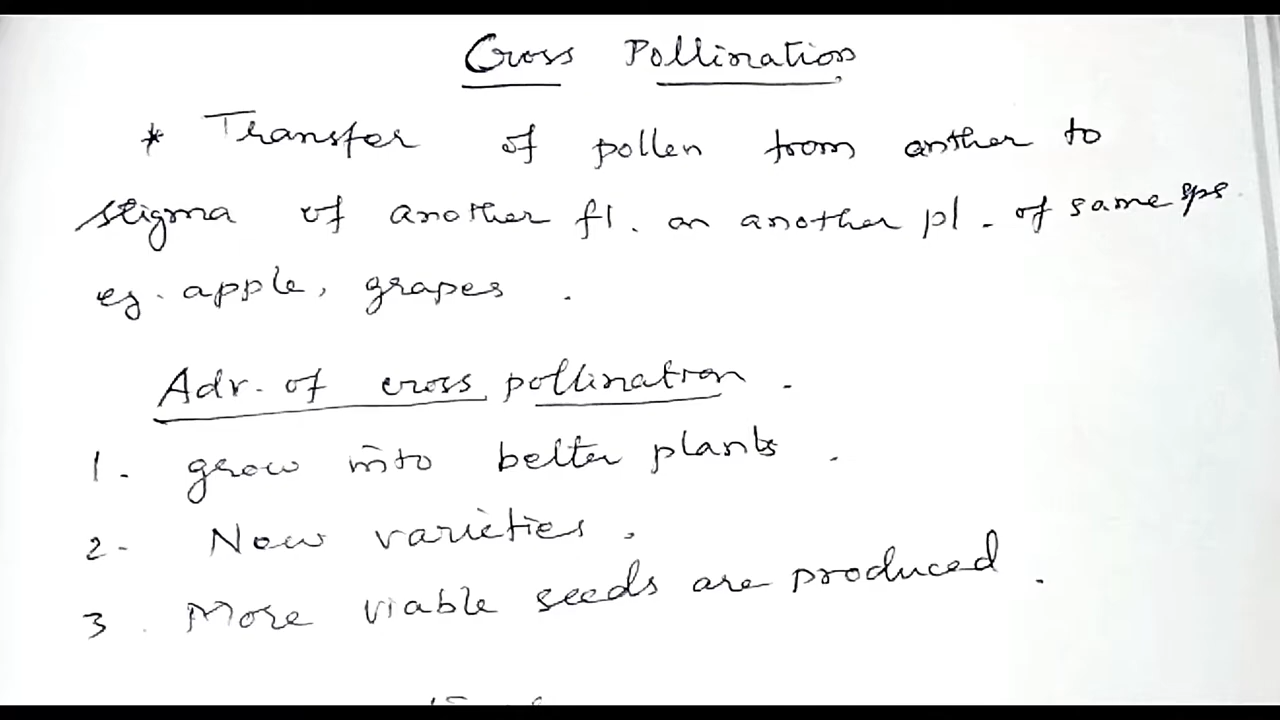 Cross Pollination
* Transfer of pollen from anther to
stigma of another fl. on another pl. of same sps.
eg. apple, grapes.
Adv. of cross pollination.
1. grow into better plants.
2. New varieties.
3. More viable seeds are produced.